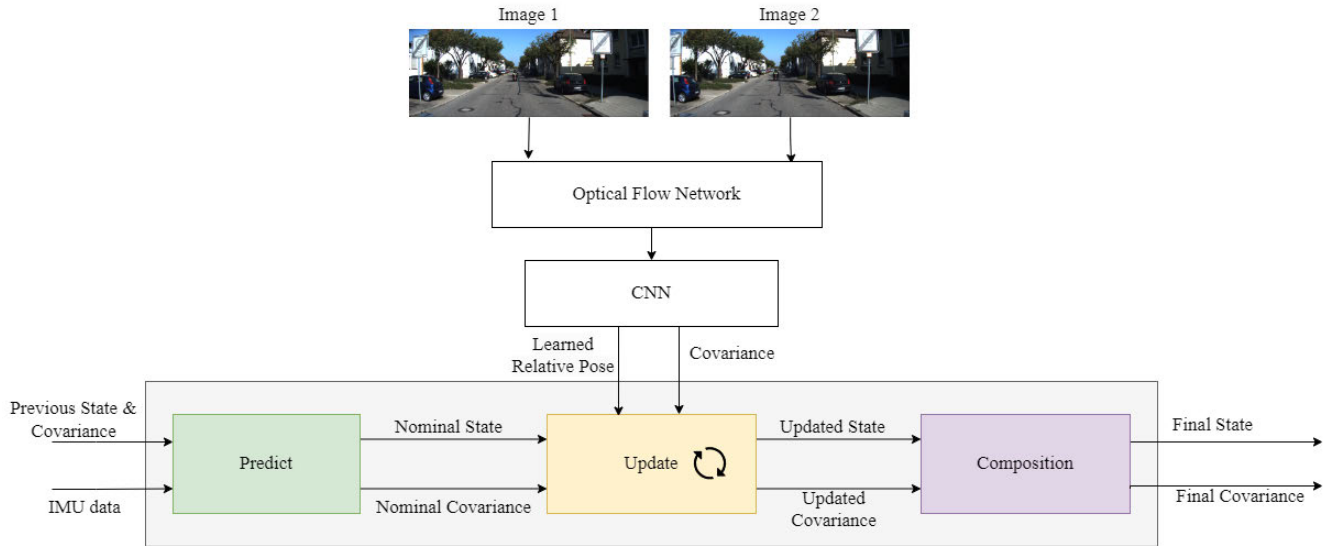 Image 1
Image 2
Optical Flow Network
CNN
Learned
Relative Pose
Covariance
Previous State &
Covariance
IMU data
Predict
Nominal State
Nominal Covariance
Update
Updated State
Updated
Covariance
Composition
Final State
Final Covariance